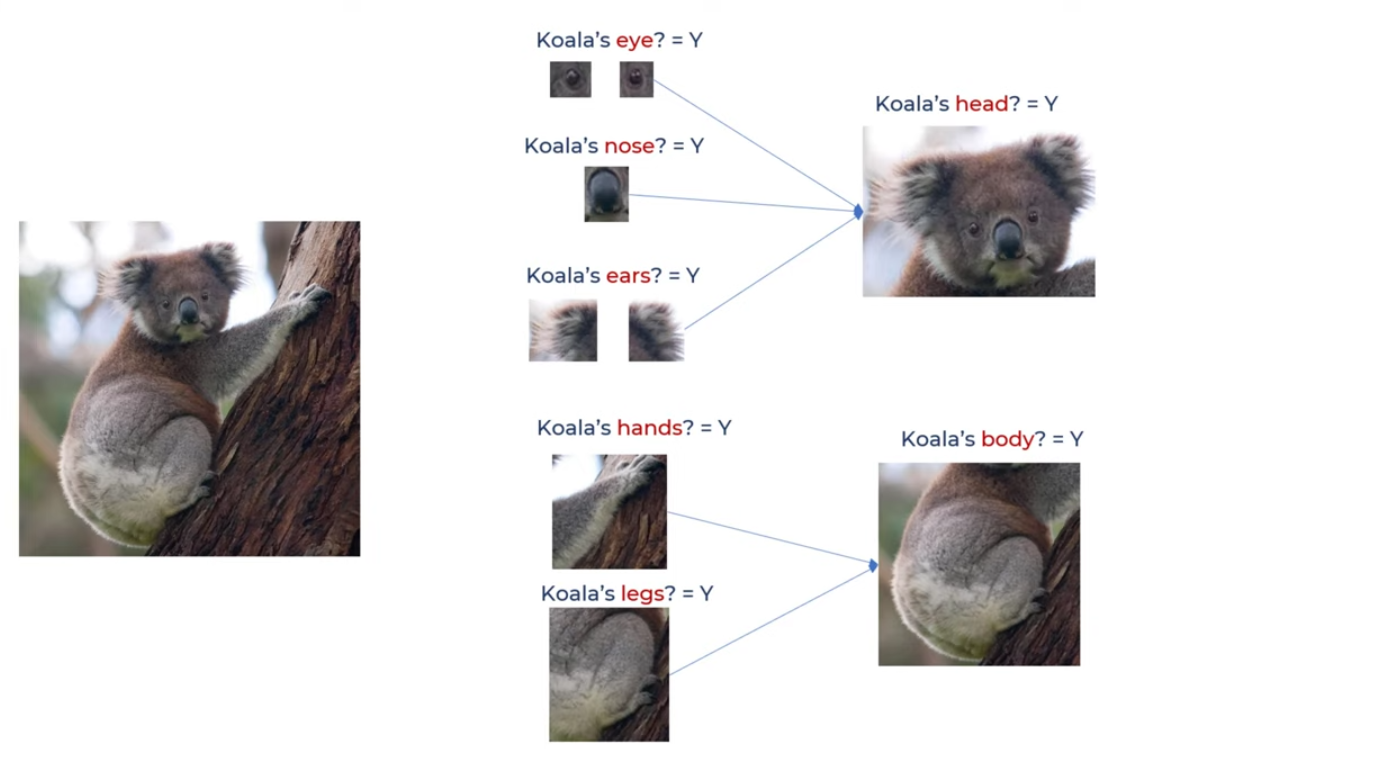 Koala's eye? = Y
Koala's nose? = Y
Koala's ears? = Y
Koala's head? = Y
Koala's hands? = Y
Koala's legs? = Y
Koala's body? = Y